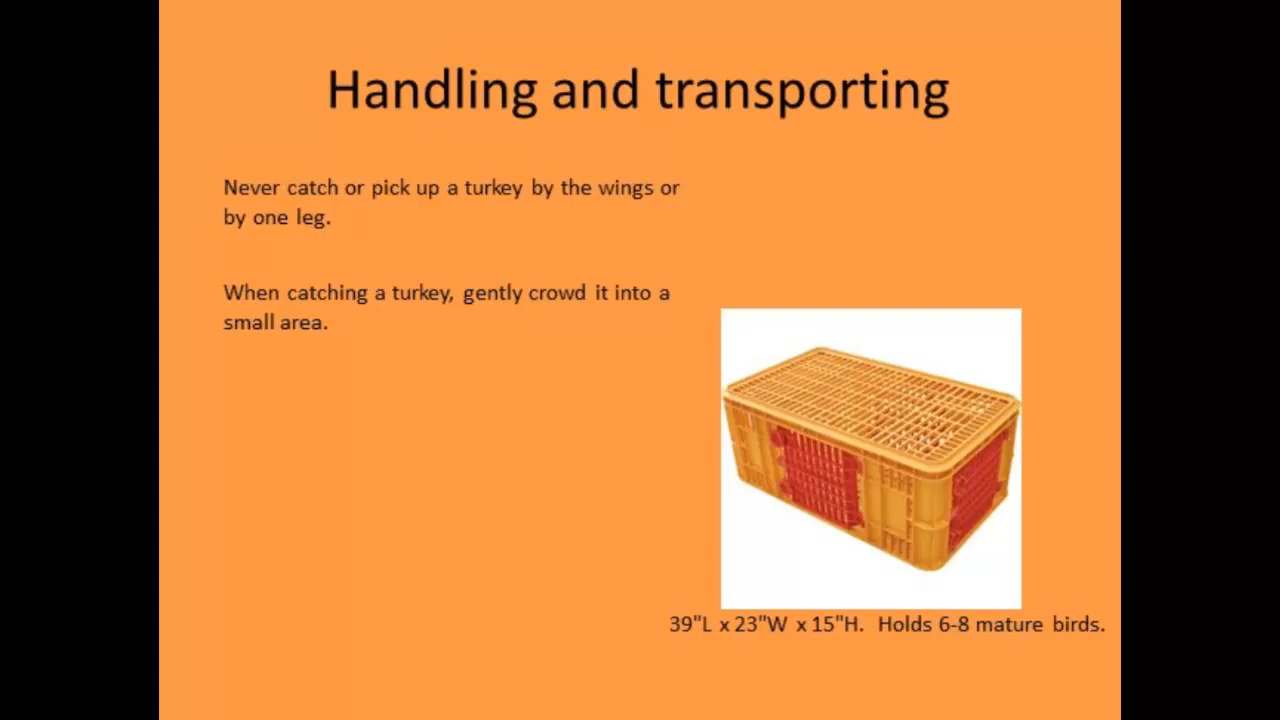 Handling and transporting
Never catch or pick up a turkey by the wings or
by one leg.
When catching a turkey, gently crowd it into a
small area.
39"L x 23"W x 15"H. Holds 6-8 mature birds.